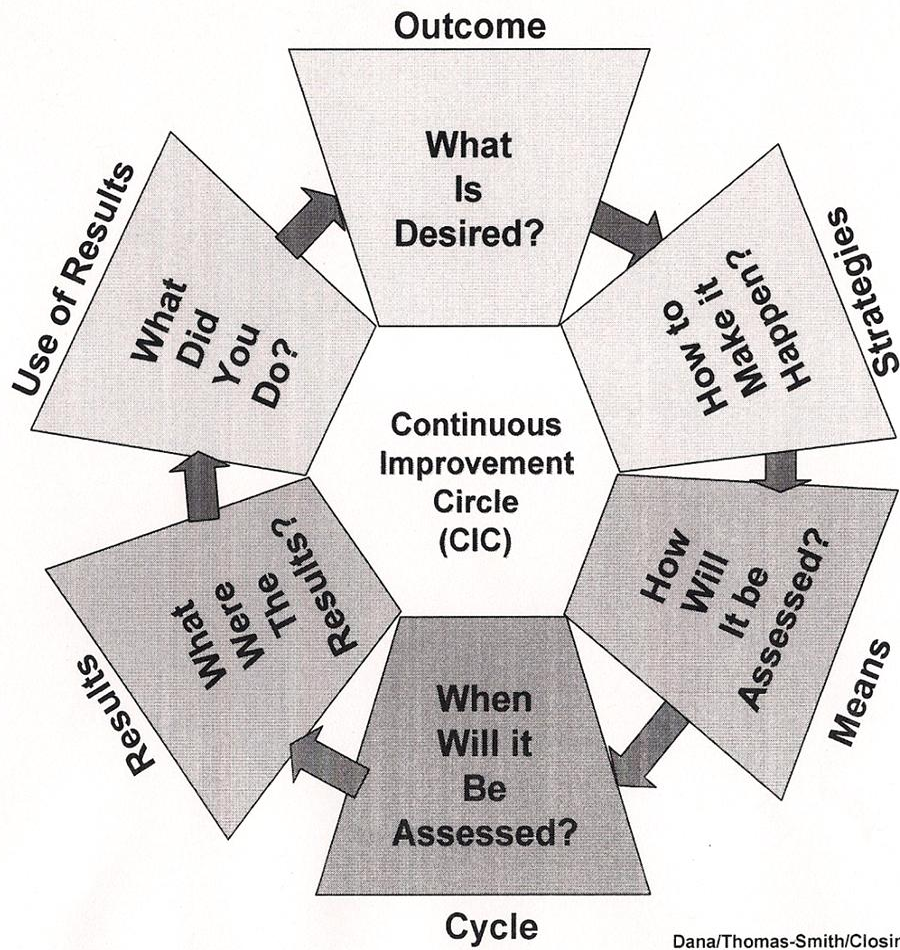 Outcome
What
Is
Desired?
Strategies
How to
Make it
Happen?
Means
How
Will
It be
Assessed?
Cycle
When
Will it
Be
Assessed?
Results
What
Were
The
Results?
Use of Results
What
Did
You
Do?
Continuous
Improvement
Circle
(CIC)
Dana/Thomas-Smith/Closin